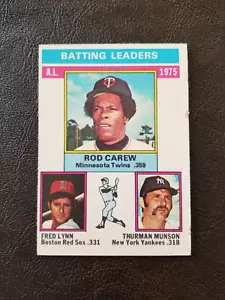 BATTING LEADERS
A.L. 1975
ROD CAREW
Minnesota Twins .359
FRED LYNN
Boston Red Sox .331
THURMAN MUNSON
New York Yankees .318